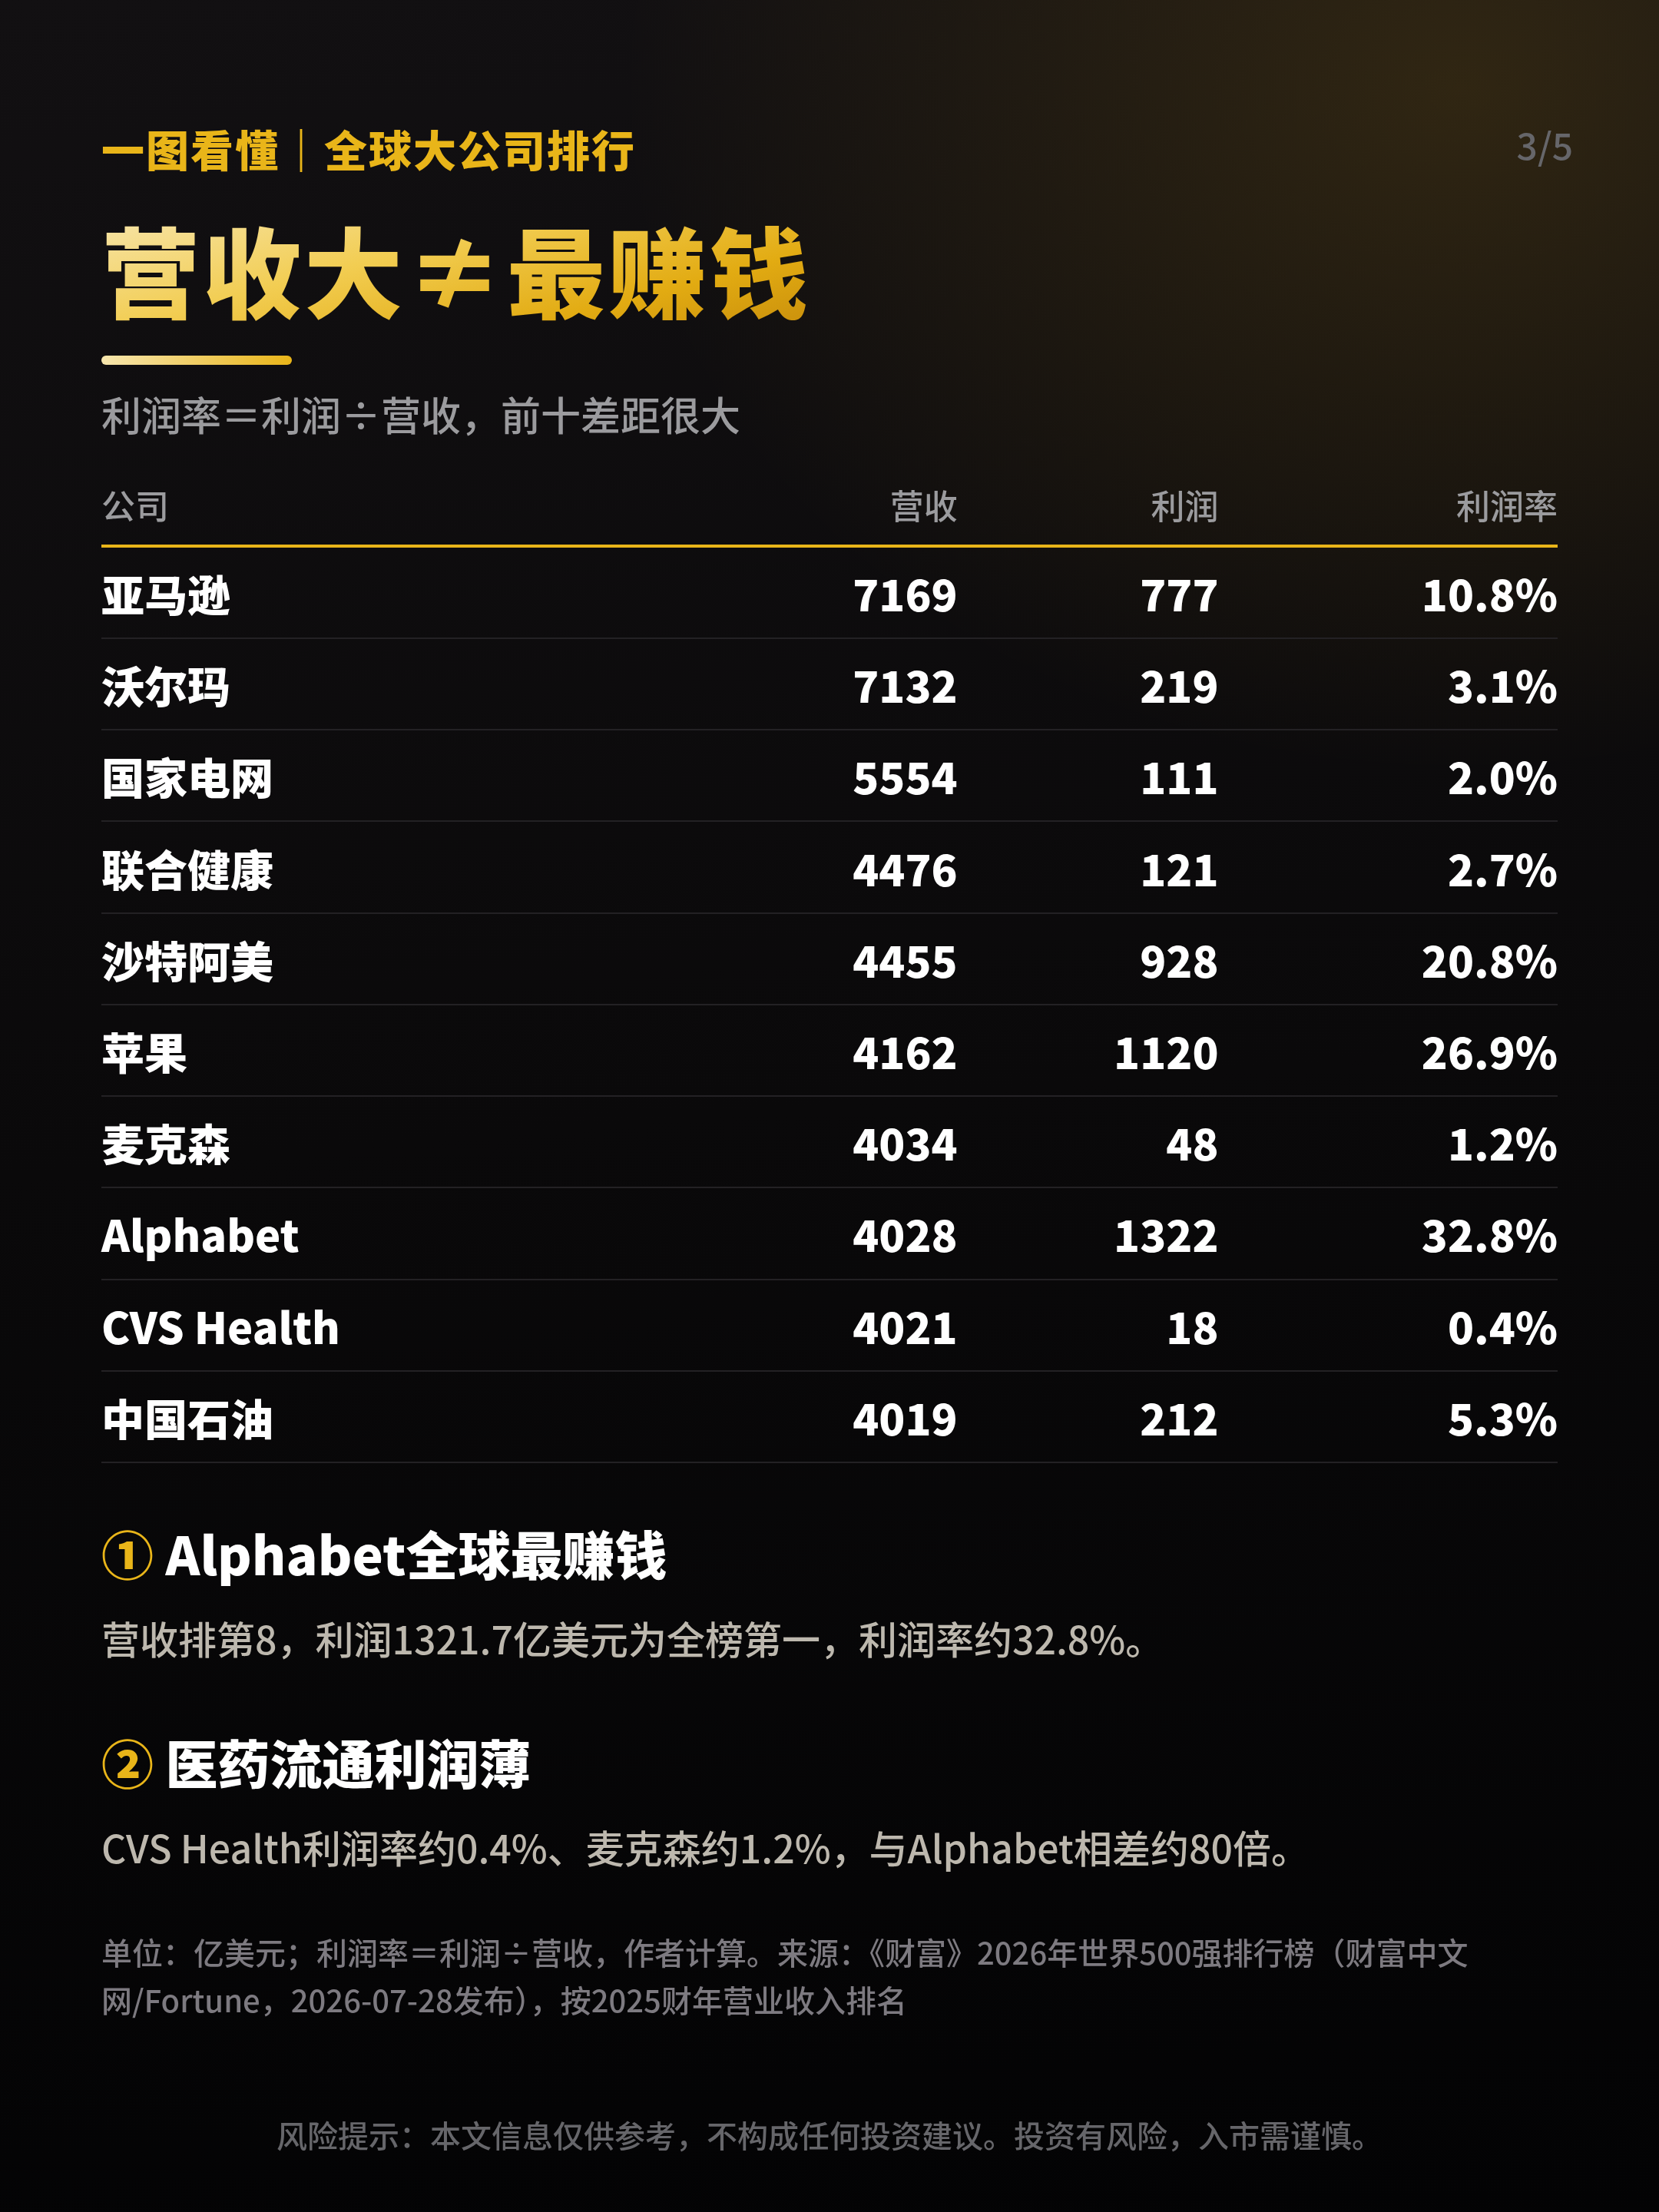 一图看懂｜全球大公司排行
3/5
营收大≠最赚钱
利润率＝利润÷营收，前十差距很大
公司 营收 利润 利润率
亚马逊 7169 777 10.8%
沃尔玛 7132 219 3.1%
国家电网 5554 111 2.0%
联合健康 4476 121 2.7%
沙特阿美 4455 928 20.8%
苹果 4162 1120 26.9%
麦克森 4034 48 1.2%
Alphabet 4028 1322 32.8%
CVS Health 4021 18 0.4%
中国石油 4019 212 5.3%
① Alphabet全球最赚钱
营收排第8，利润1321.7亿美元为全榜第一，利润率约32.8%。
② 医药流通利润薄
CVS Health利润率约0.4%、麦克森约1.2%，与Alphabet相差约80倍。
单位：亿美元；利润率＝利润÷营收，作者计算。来源：《财富》2026年世界500强排行榜（财富中文
网/Fortune，2026-07-28发布），按2025财年营业收入排名
风险提示：本文信息仅供参考，不构成任何投资建议。投资有风险，入市需谨慎。